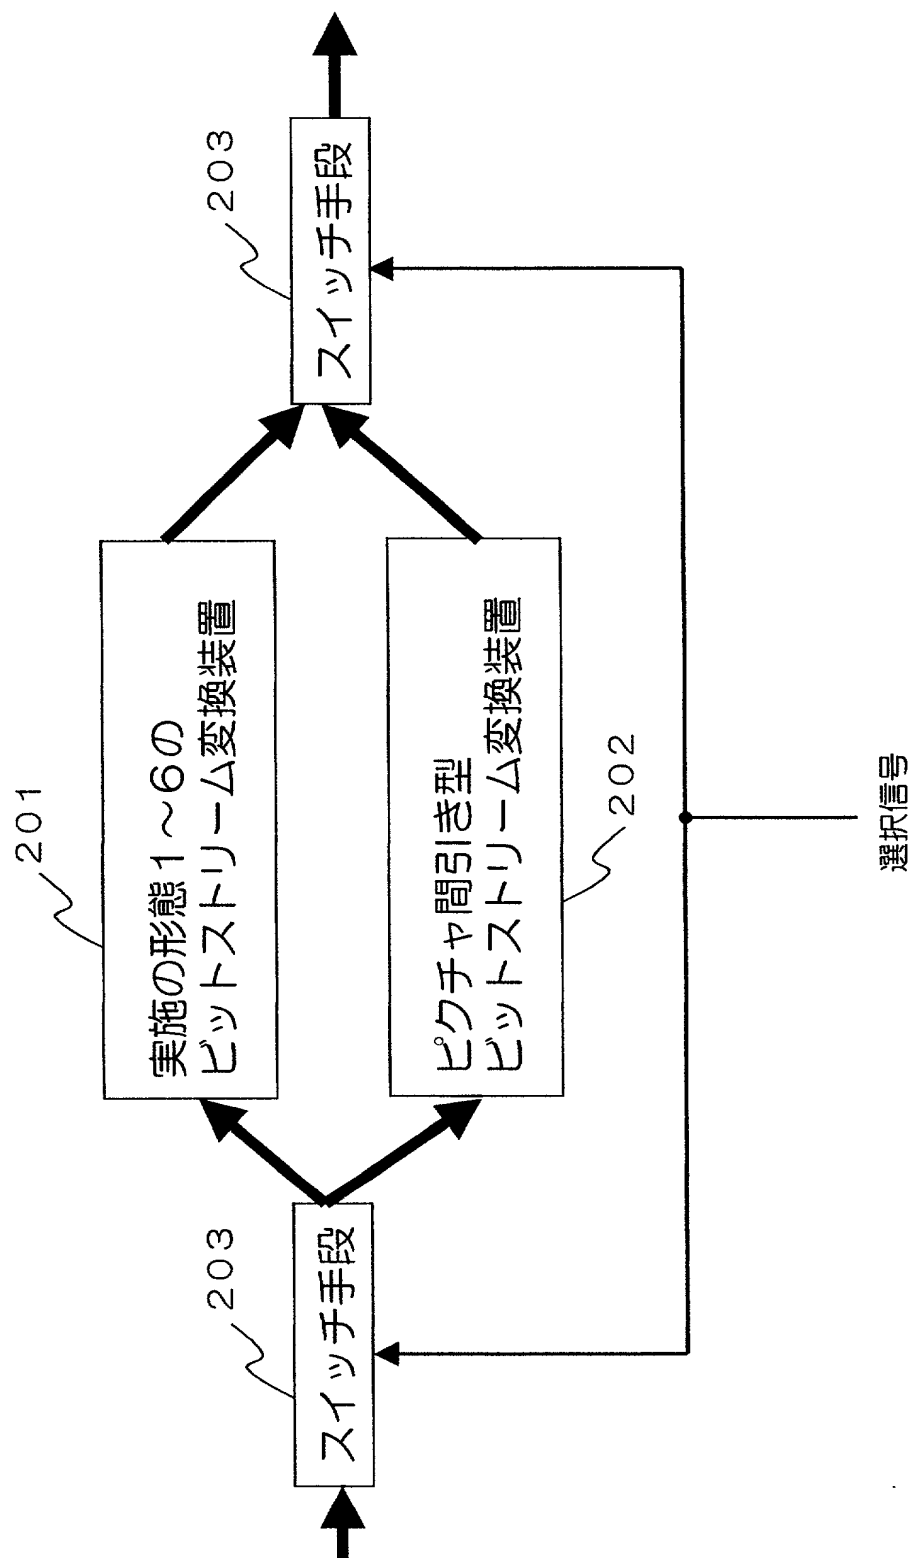 201
実施の形態1~6の
ビットストリーム変換装置
203
スイッチ手段
203
スイッチ手段
ピクチャ間引き型
ビットストリーム変換装置
202
選択信号